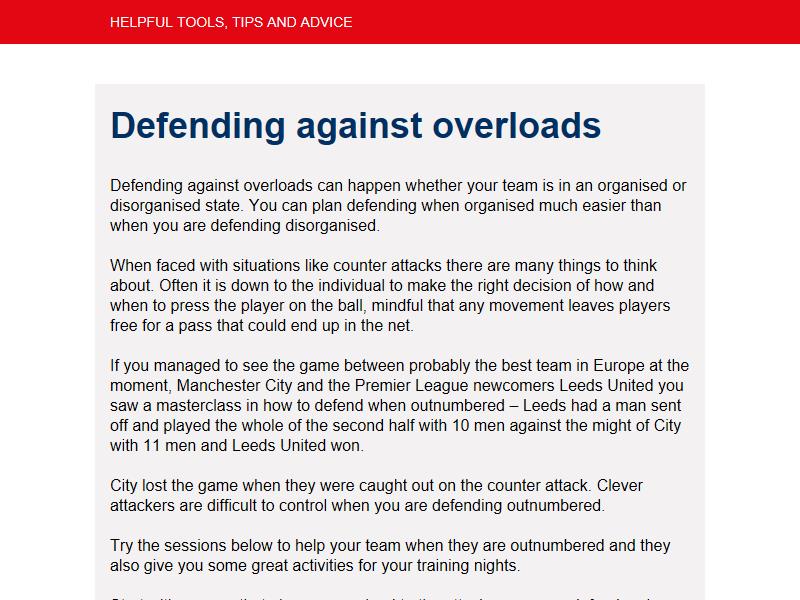 HELPFUL TOOLS, TIPS AND ADVICE
Defending against overloads
Defending against overloads can happen whether your team is in an organised or
disorganised state. You can plan defending when organised much easier than
when you are defending disorganised.
When faced with situations like counter attacks there are many things to think
about. Often it is down to the individual to make the right decision of how and
when to press the player on the ball, mindful that any movement leaves players
free for a pass that could end up in the net.
If you managed to see the game between probably the best team in Europe at the
moment, Manchester City and the Premier League newcomers Leeds United you
saw a masterclass in how to defend when outnumbered – Leeds had a man sent
off and played the whole of the second half with 10 men against the might of City
with 11 men and Leeds United won.
City lost the game when they were caught out on the counter attack. Clever
attackers are difficult to control when you are defending outnumbered.
Try the sessions below to help your team when they are outnumbered and they
also give you some great activities for your training nights.